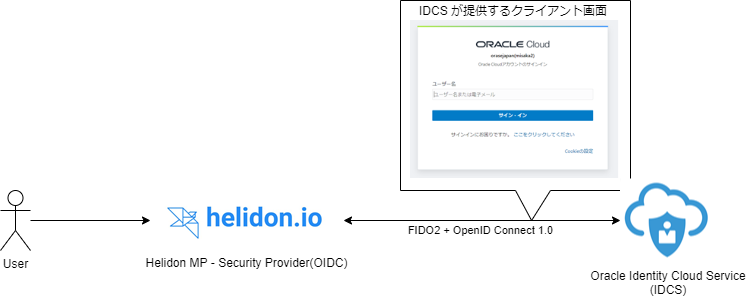 IDCS が提供するクライアント画面
ORACLE Cloud
Oracle Cloudアカウントのサインイン
ユーザー名
ユーザー名または電子メール
サイン・イン
サインインにお困りですか。 ここをクリックしてください
Cookieの設定
helidon.io
FIDO2 + OpenID Connect 1.0
User
Helidon MP - Security Provider(OIDC)
Oracle Identity Cloud Service
(IDCS)